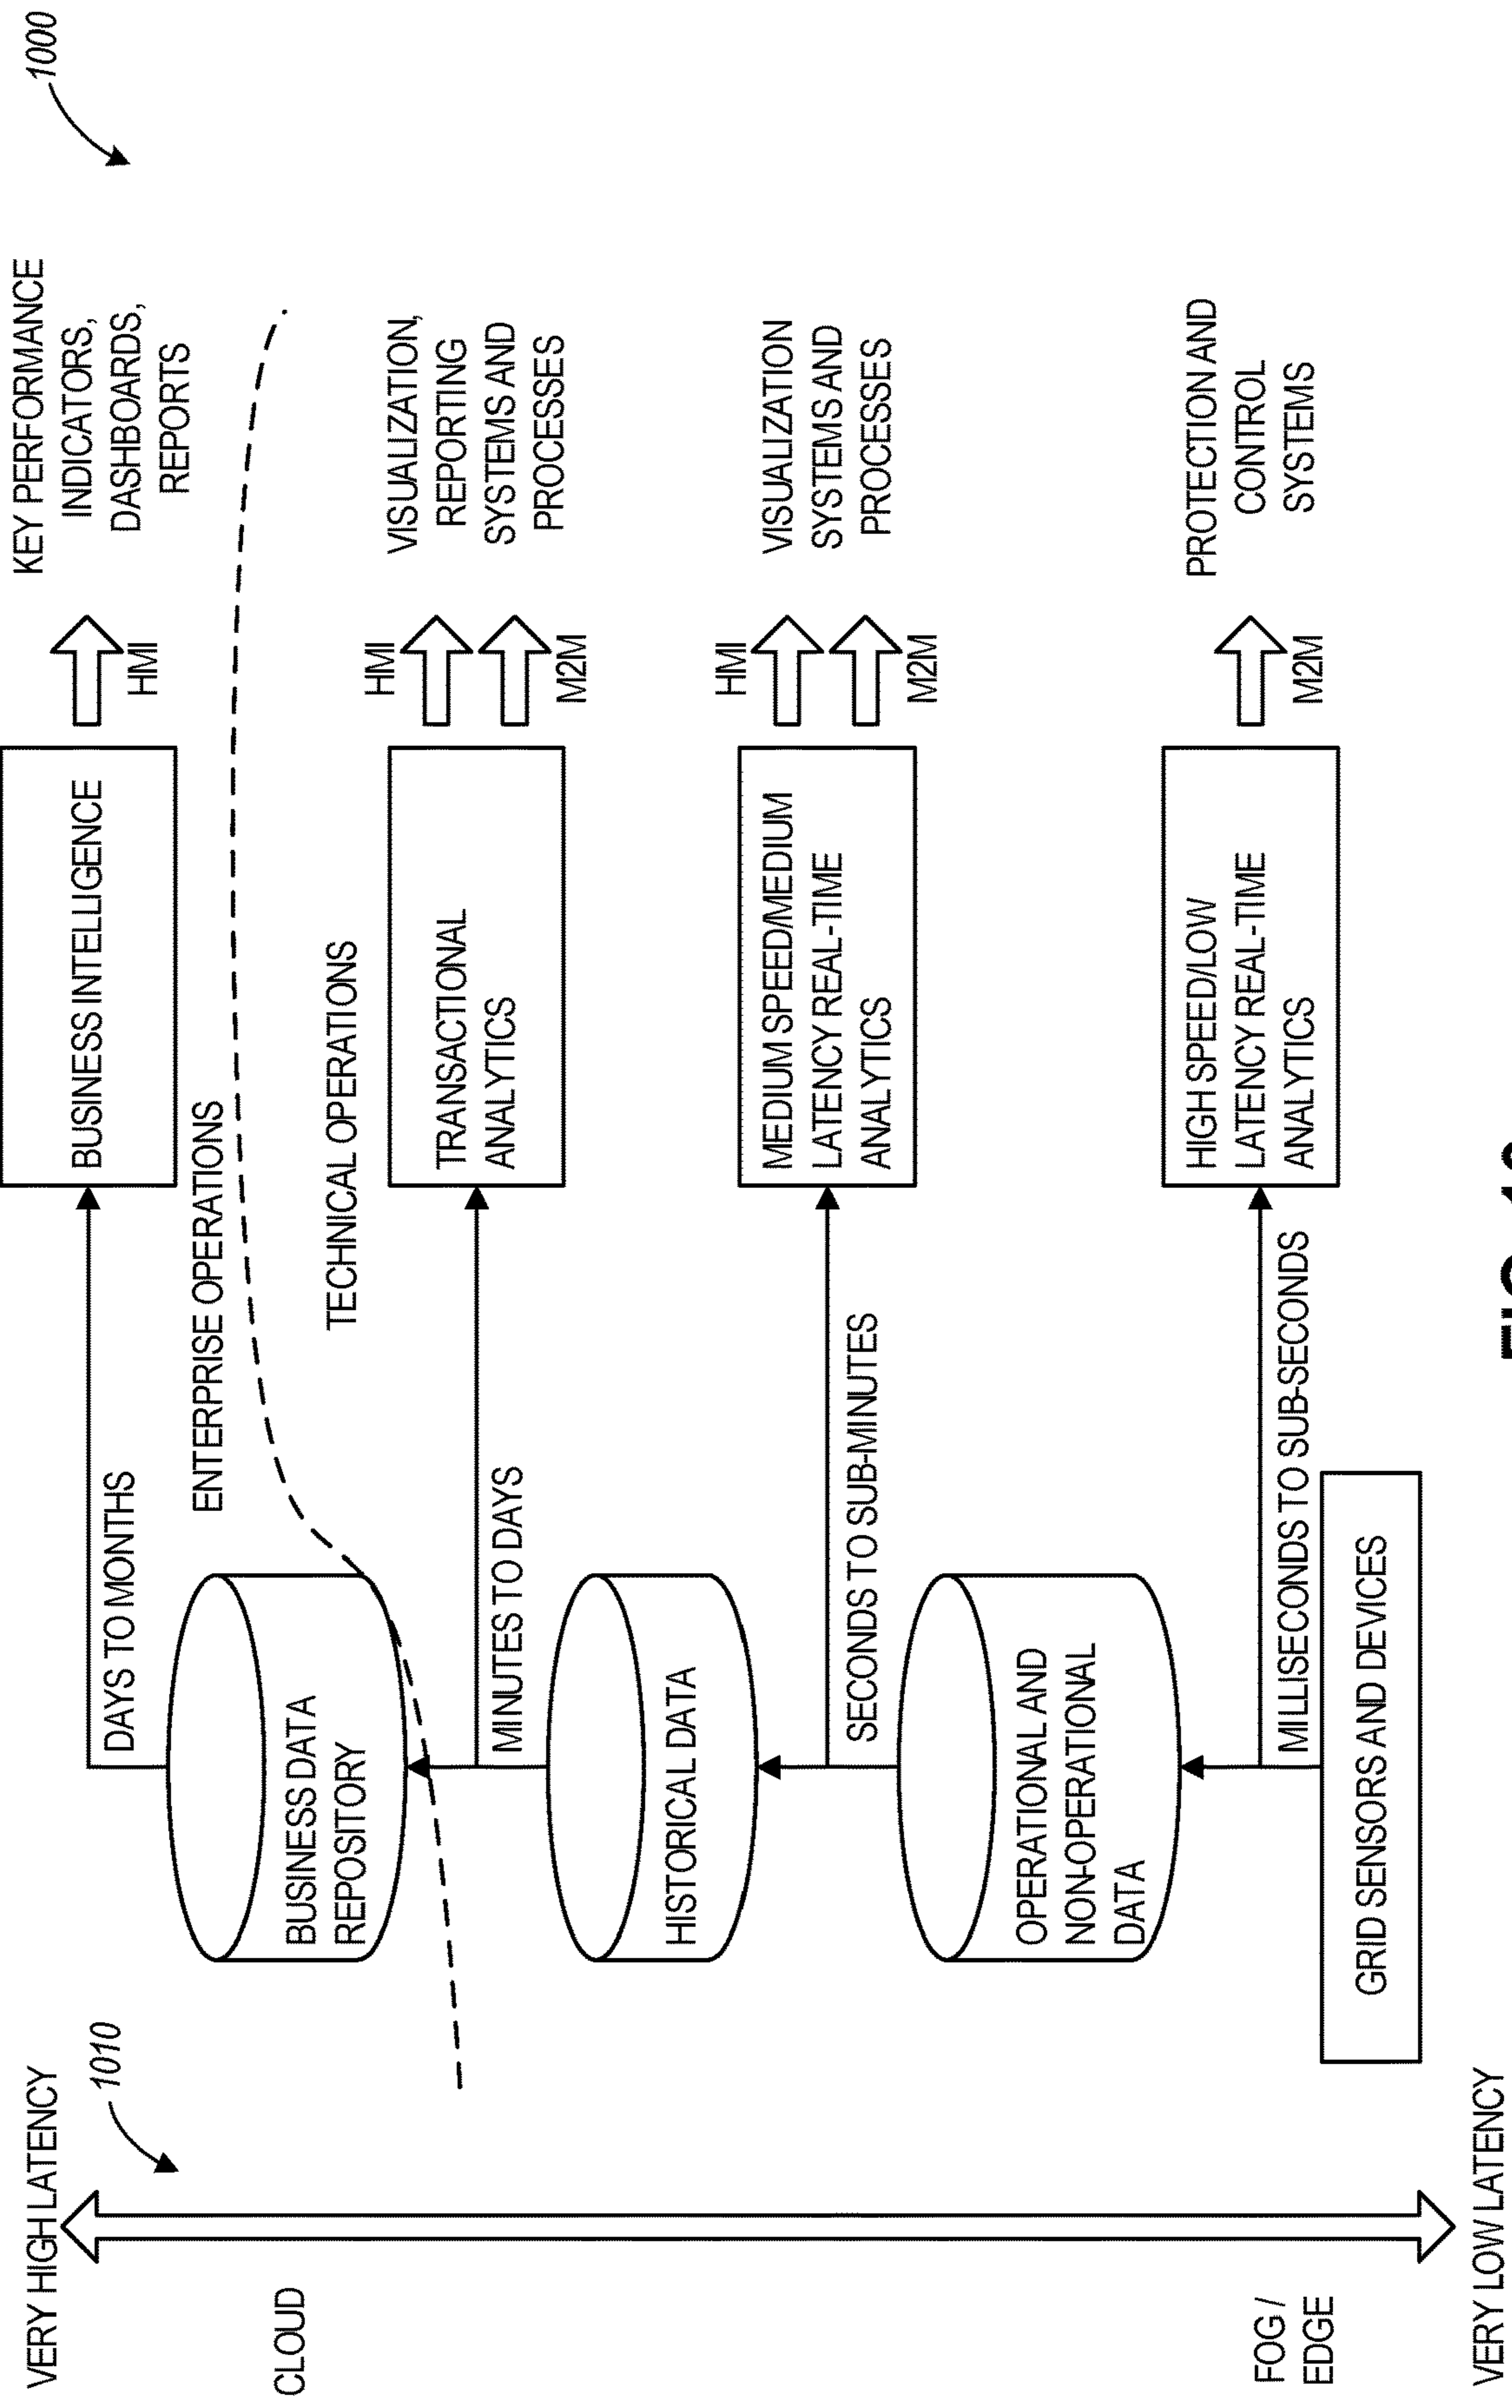 1000
VERY HIGH LATENCY
1010
CLOUD
FOG /
EDGE
VERY LOW LATENCY
DAYS TO MONTHS
BUSINESS DATA
REPOSITORY
ENTERPRISE OPERATIONS
TECHNICAL OPERATIONS
BUSINESS INTELLIGENCE
HMI
KEY PERFORMANCE
INDICATORS,
DASHBOARDS,
REPORTS
MINUTES TO DAYS
HISTORICAL DATA
TRANSACTIONAL
ANALYTICS
HMI
M2M
VISUALIZATION,
REPORTING
SYSTEMS AND
PROCESSES
SECONDS TO SUB-MINUTES
OPERATIONAL AND
NON-OPERATIONAL
DATA
MEDIUM SPEED/MEDIUM
LATENCY REAL-TIME
ANALYTICS
HMI
M2M
VISUALIZATION
SYSTEMS AND
PROCESSES
MILLISECONDS TO SUB-SECONDS
GRID SENSORS AND DEVICES
HIGH SPEED/LOW
LATENCY REAL-TIME
ANALYTICS
M2M
PROTECTION AND
CONTROL
SYSTEMS